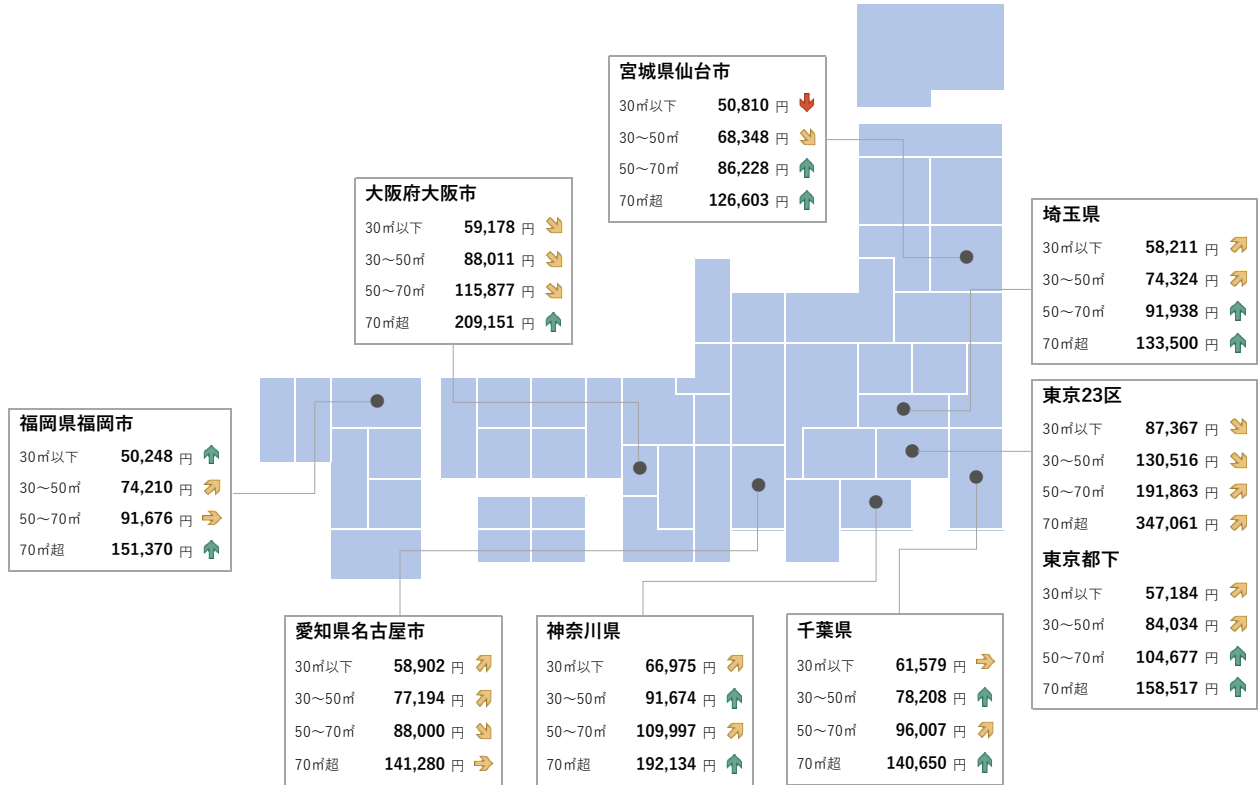 宮城県仙台市
30㎡以下 50,810 円
30～50㎡ 68,348 円
50～70㎡ 86,228 円
70㎡超 126,603 円
大阪府大阪市
30㎡以下 59,178 円
30～50㎡ 88,011 円
50～70㎡ 115,877 円
70㎡超 209,151 円
埼玉県
30㎡以下 58,211 円
30～50㎡ 74,324 円
50～70㎡ 91,938 円
70㎡超 133,500 円
福岡県福岡市
30㎡以下 50,248 円
30～50㎡ 74,210 円
50～70㎡ 91,676 円
70㎡超 151,370 円
東京23区
30㎡以下 87,367 円
30～50㎡ 130,516 円
50～70㎡ 191,863 円
70㎡超 347,061 円
東京都下
30㎡以下 57,184 円
30～50㎡ 84,034 円
50～70㎡ 104,677 円
70㎡超 158,517 円
愛知県名古屋市
30㎡以下 58,902 円
30～50㎡ 77,194 円
50～70㎡ 88,000 円
70㎡超 141,280 円
神奈川県
30㎡以下 66,975 円
30～50㎡ 91,674 円
50～70㎡ 109,997 円
70㎡超 192,134 円
千葉県
30㎡以下 61,579 円
30～50㎡ 78,208 円
50～70㎡ 96,007 円
70㎡超 140,650 円